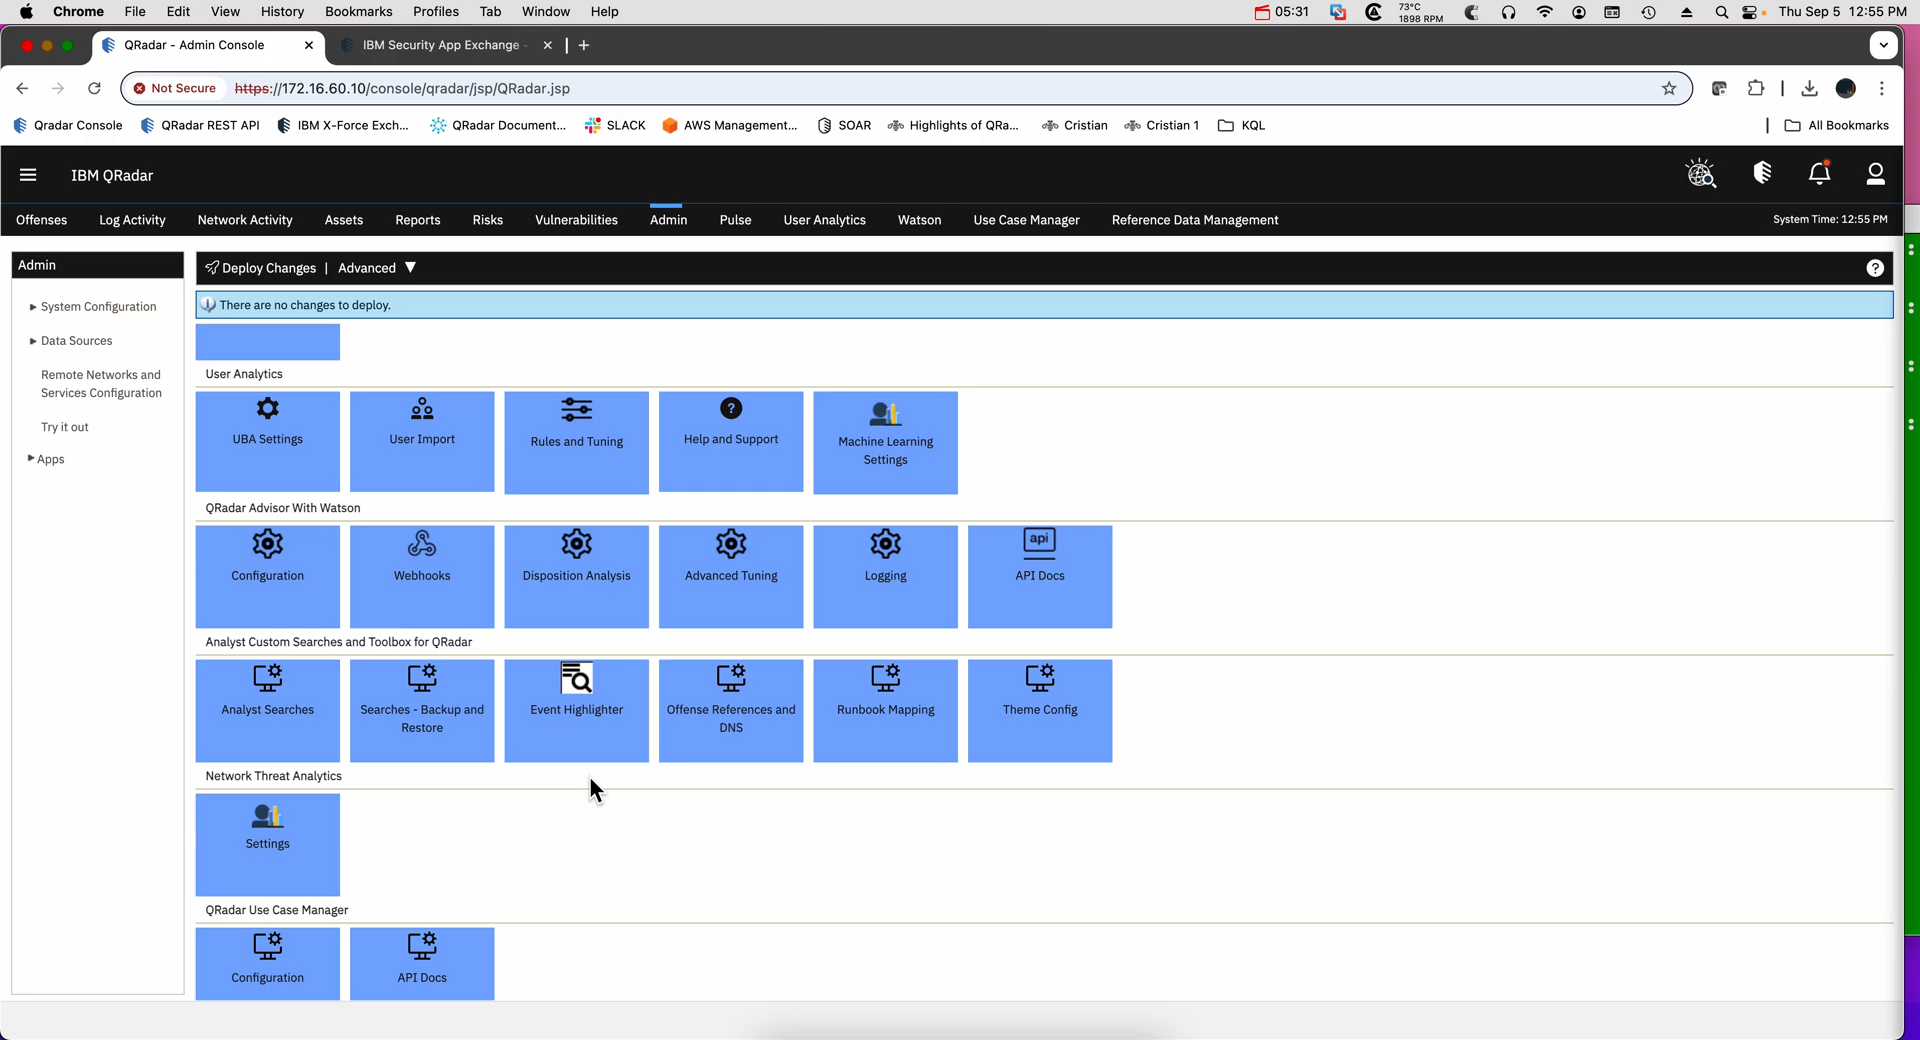 Chrome File Edit View History Bookmarks Profiles Tab Window Help 05:31 73°C 1898 RPM Thu Sep 5 12:55 PM
QRadar - Admin Console IBM Security App Exchange -
Not Secure https://172.16.60.10/console/qradar/jsp/QRadar.jsp
Qradar Console QRadar REST API IBM X-Force Exch... QRadar Document... SLACK AWS Management... SOAR Highlights of QRa... Cristian Cristian 1 KQL All Bookmarks
IBM QRadar
Offenses Log Activity Network Activity Assets Reports Risks Vulnerabilities Admin Pulse User Analytics Watson Use Case Manager Reference Data Management System Time: 12:55 PM
Admin
System Configuration
Data Sources
Remote Networks and
Services Configuration
Try it out
Apps
Deploy Changes | Advanced ▼ ?
There are no changes to deploy.
User Analytics
UBA Settings User Import Rules and Tuning Help and Support Machine Learning
Settings
QRadar Advisor With Watson
api
Configuration Webhooks Disposition Analysis Advanced Tuning Logging API Docs
Analyst Custom Searches and Toolbox for QRadar
Analyst Searches Searches - Backup and Event Highlighter Offense References and Runbook Mapping Theme Config
Restore DNS
Network Threat Analytics
Settings
QRadar Use Case Manager
Configuration API Docs